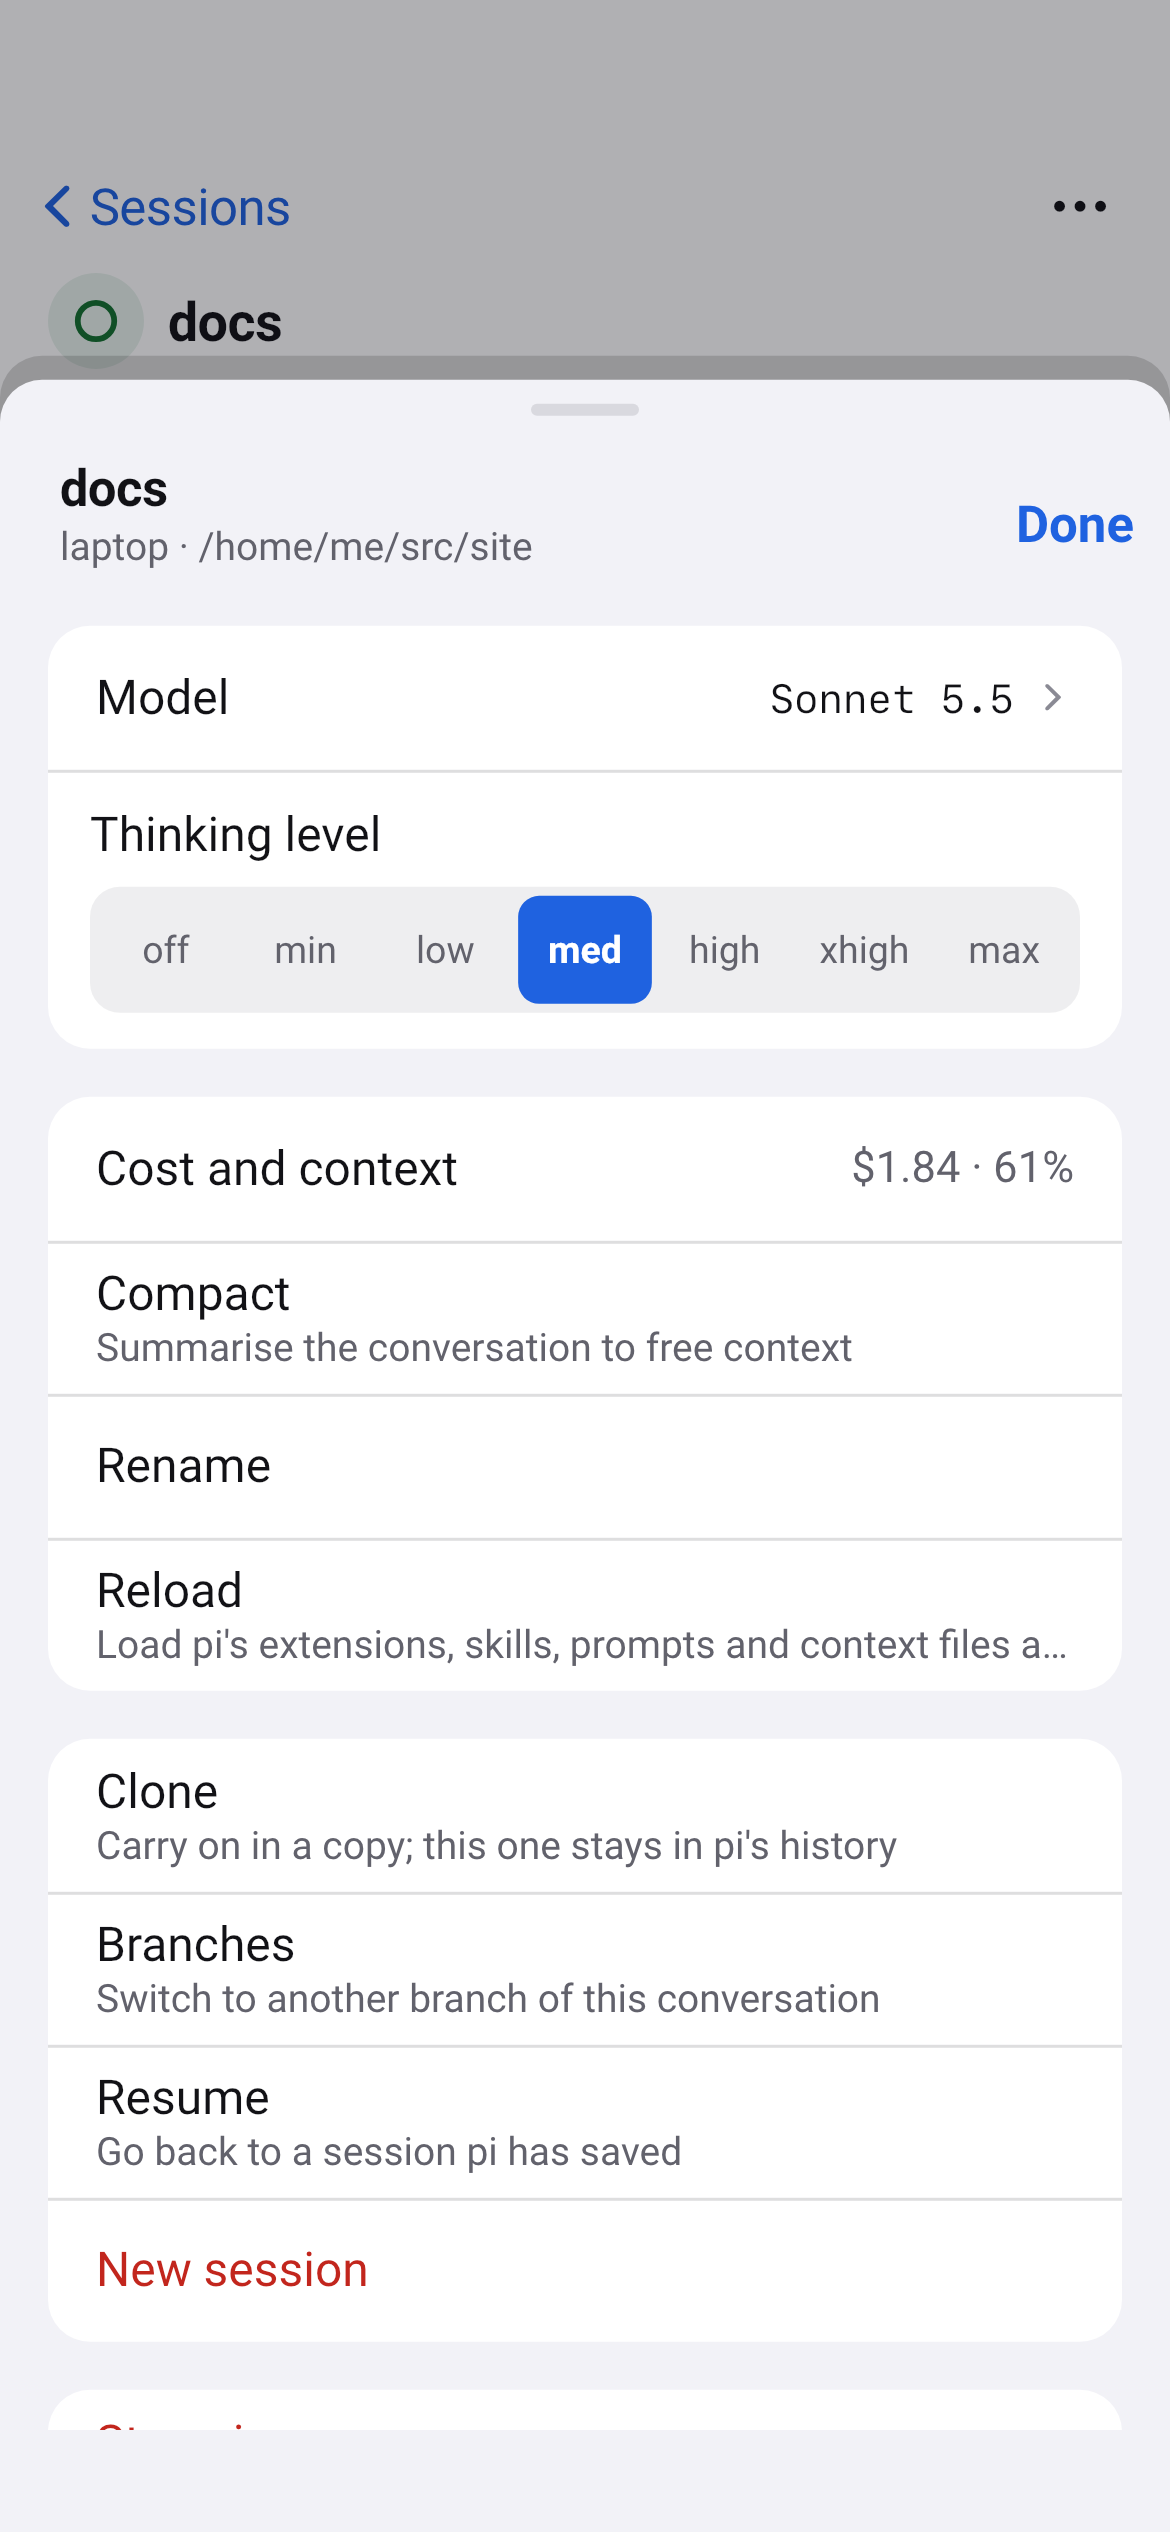 Sessions
docs
docs
laptop · /home/me/src/site
Done
Model
Sonnet 5.5
Thinking level
off min low med high xhigh max
Cost and context
$1.84 · 61%
Compact
Summarise the conversation to free context
Rename
Reload
Load pi's extensions, skills, prompts and context files a…
Clone
Carry on in a copy; this one stays in pi's history
Branches
Switch to another branch of this conversation
Resume
Go back to a session pi has saved
New session